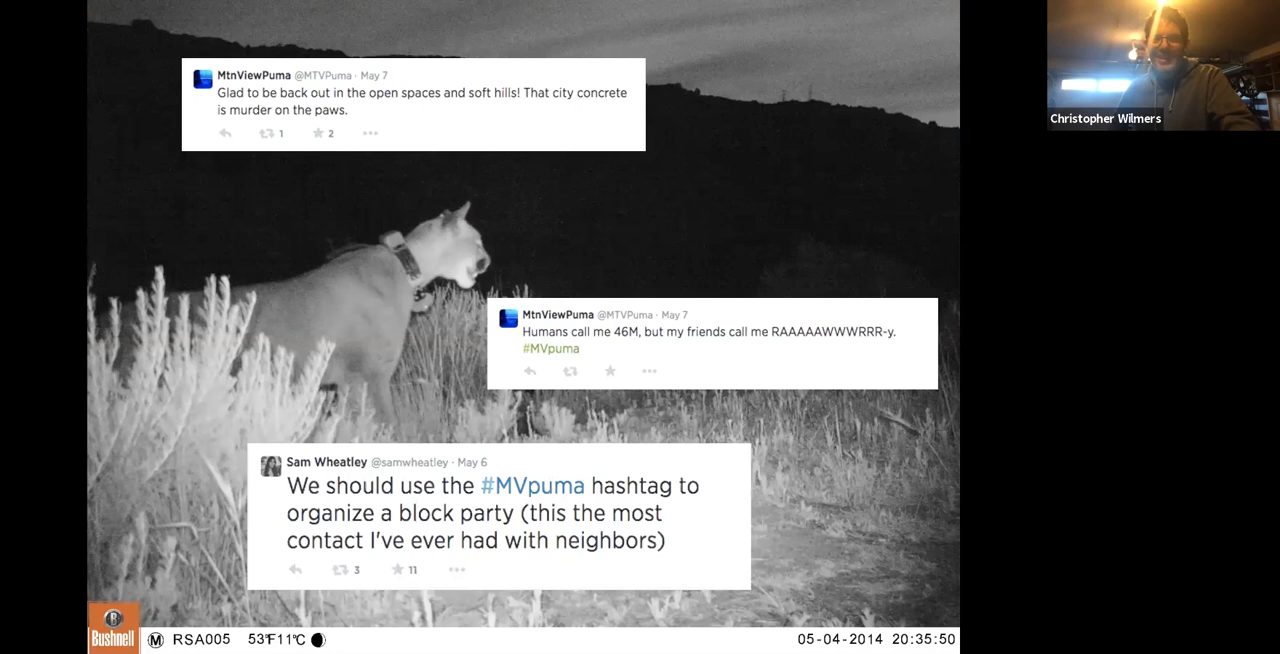 MtnViewPuma @MTVPuma · May 7
Glad to be back out in the open spaces and soft hills! That city concrete
is murder on the paws.
1 2
Christopher Wilmers
MtnViewPuma @MTVPuma · May 7
Humans call me 46M, but my friends call me RAAAAAWWWRRR-y.
#MVpuma
Sam Wheatley @samwheatley · May 6
We should use the #MVpuma hashtag to
organize a block party (this the most
contact I've ever had with neighbors)
3 11
B
Bushnell M RSA005 53°F11°C 05-04-2014 20:35:50